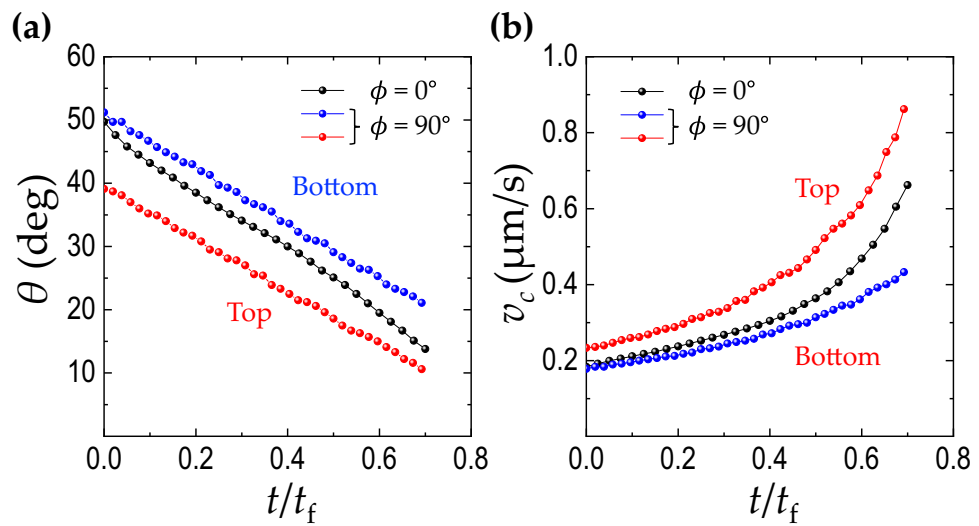 (a)
60
50
40
30
20
10
0.0 0.2 0.4 0.6 0.8
θ (deg)
t/tf
ϕ = 0°
ϕ = 90°
Bottom
Top
(b)
1.0
0.8
0.6
0.4
0.2
0.0 0.2 0.4 0.6 0.8
vc (µm/s)
t/tf
ϕ = 0°
ϕ = 90°
Top
Bottom